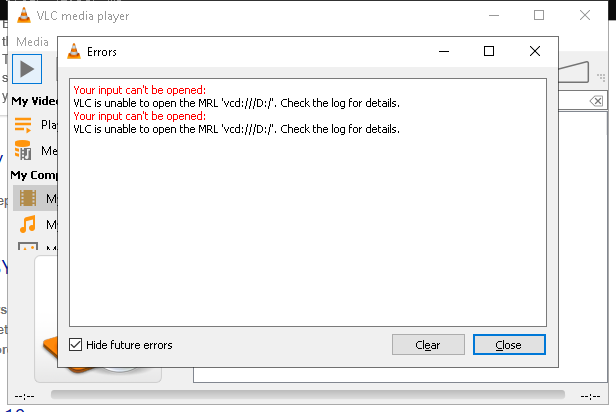 VLC media player
Media
Errors
Your input can't be opened:
VLC is unable to open the MRL 'vcd:///D:/'. Check the log for details.
Your input can't be opened:
VLC is unable to open the MRL 'vcd:///D:/'. Check the log for details.
My Video
Pla
Me
My Comp
My
My
Hide future errors
Clear
Close
--:--
--:--